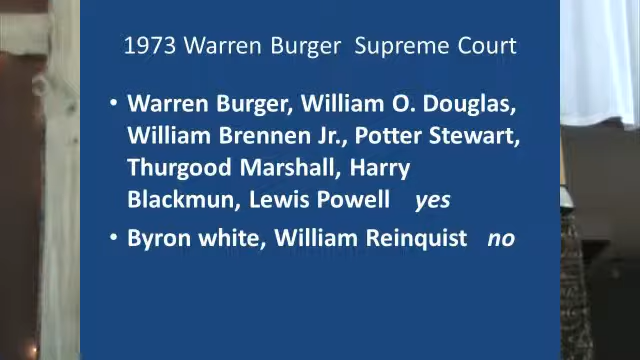 1973 Warren Burger Supreme Court
• Warren Burger, William O. Douglas,
William Brennen Jr., Potter Stewart,
Thurgood Marshall, Harry
Blackmun, Lewis Powell yes
• Byron white, William Reinquist no